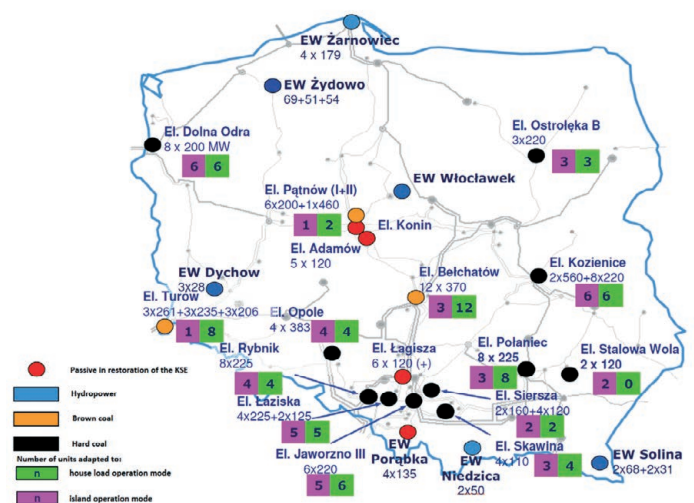 EW Żarnowiec
4 x 179
EW Żydowo
69+51+54
El. Dolna Odra
8 x 200 MW
6 6
El. Ostrołęka B
3x220
3 3
EW Włocławek
El. Pątnów (I+II)
6x200+1x460
1 2
El. Konin
El. Adamów
5 x 120
EW Dychow
3x28
El. Turów
3x261+3x235+3x206
1 8
El. Bełchatów
12 x 370
3 12
El. Kozienice
2x560+8x220
6 6
El. Opole
4 x 383
4 4
El. Rybnik
8x225
4 4
El. Łagisza
6 x 120 (+)
El. Połaniec
8 x 225
3 8
El. Stalowa Wola
2 x 120
2 0
El. Łaziska
4x225+2x125
5 5
El. Siersza
2x160+4x120
2 2
El. Jaworzno III
6x220
5 6
EW
Porąbka
4x135
El. Skawina
4x110
3 4
EW
Niedzica
2x50
EW Solina
2x68+2x31
Passive in restoration of the KSE
Hydropower
Brown coal
Hard coal
Number of units adapted to:
n house load operation mode
n island operation mode